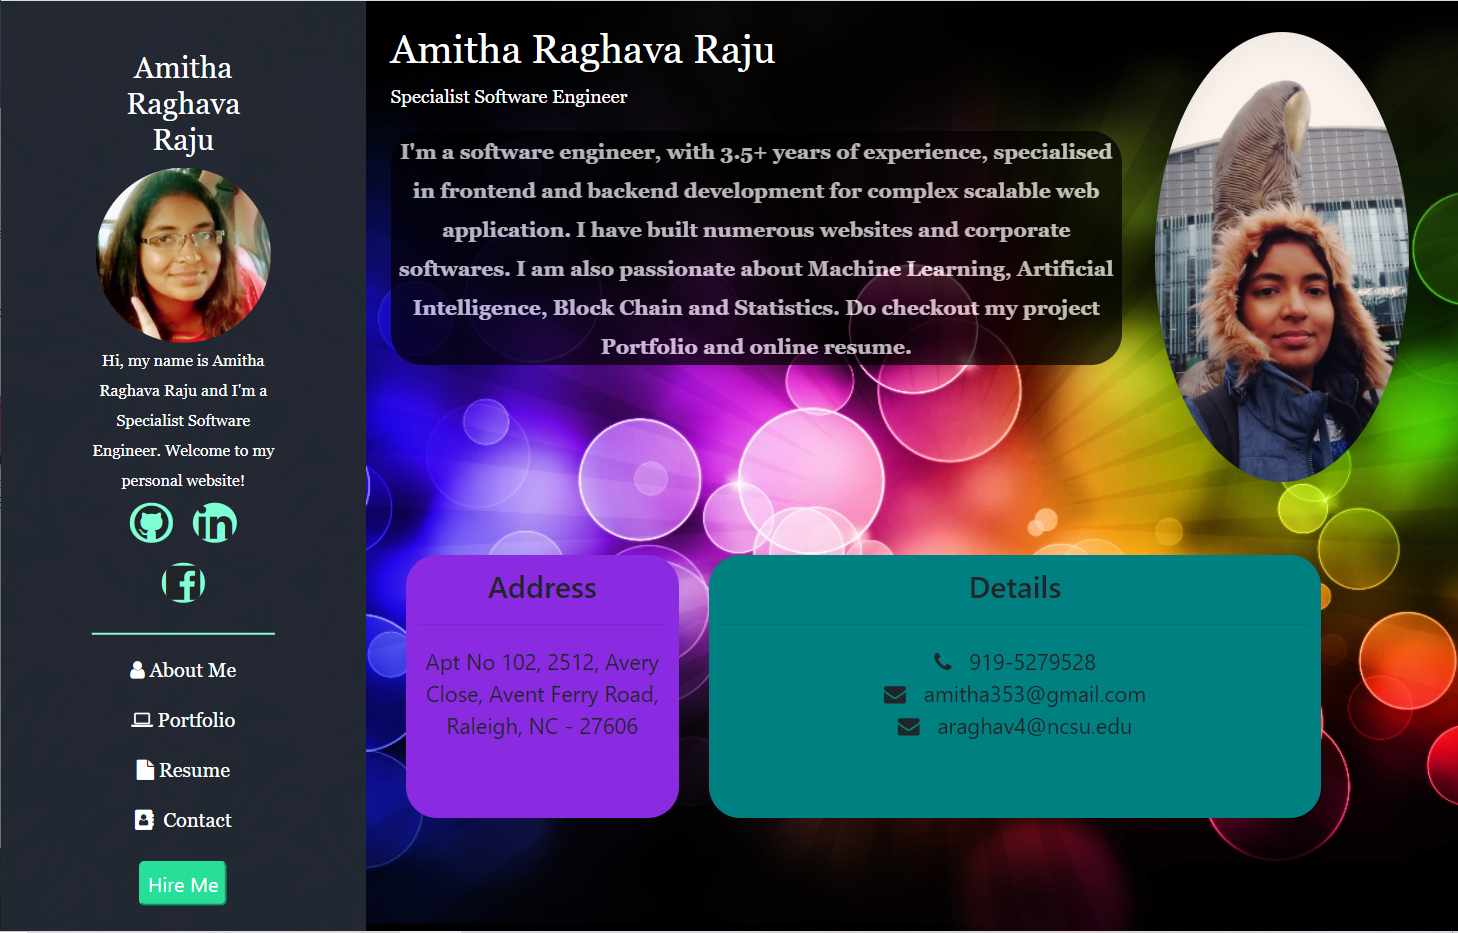 Amitha
Raghava
Raju
Hi, my name is Amitha
Raghava Raju and I'm a
Specialist Software
Engineer. Welcome to my
personal website!
About Me
Portfolio
Resume
Contact
Hire Me
Amitha Raghava Raju
Specialist Software Engineer
I'm a software engineer, with 3.5+ years of experience, specialised
in frontend and backend development for complex scalable web
application. I have built numerous websites and corporate
softwares. I am also passionate about Machine Learning, Artificial
Intelligence, Block Chain and Statistics. Do checkout my project
Portfolio and online resume.
Address
Apt No 102, 2512, Avery
Close, Avent Ferry Road,
Raleigh, NC - 27606
Details
919-5279528
amitha353@gmail.com
araghav4@ncsu.edu